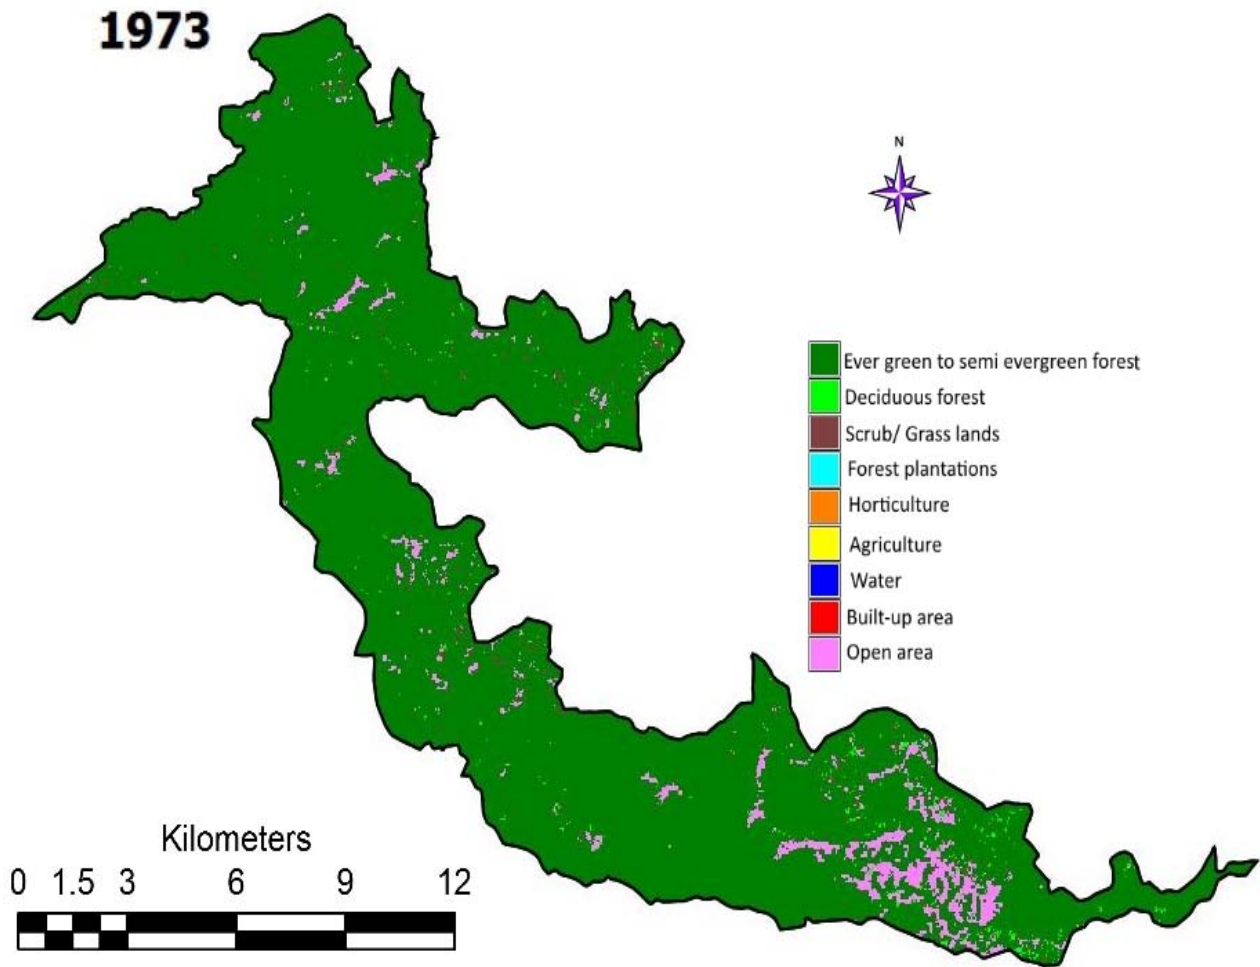 1973
N
Ever green to semi evergreen forest
Deciduous forest
Scrub/ Grass lands
Forest plantations
Horticulture
Agriculture
Water
Built-up area
Open area
Kilometers
0 1.5 3 6 9 12